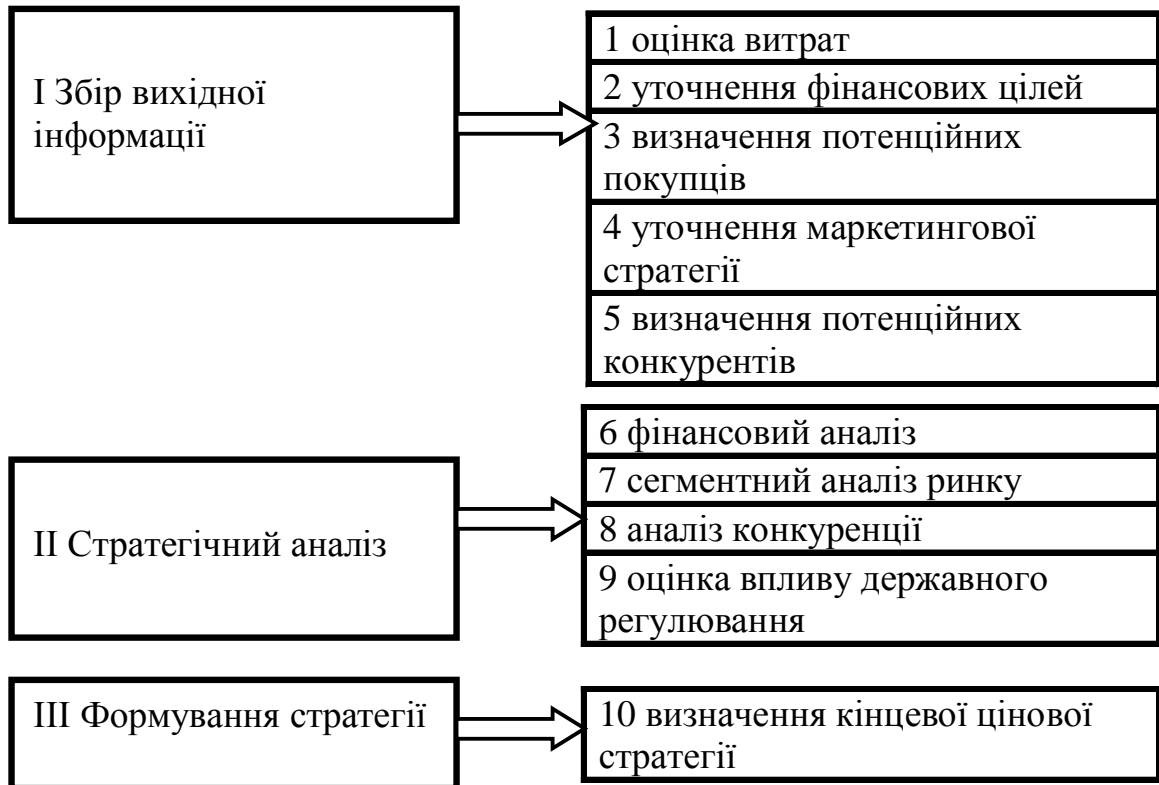 І Збір вихідної
інформації
1 оцінка витрат
2 уточнення фінансових цілей
3 визначення потенційних
покупців
4 уточнення маркетингової
стратегії
5 визначення потенційних
конкурентів
ІІ Стратегічний аналіз
6 фінансовий аналіз
7 сегментний аналіз ринку
8 аналіз конкуренції
9 оцінка впливу державного
регулювання
ІІІ Формування стратегії
10 визначення кінцевої цінової
стратегії